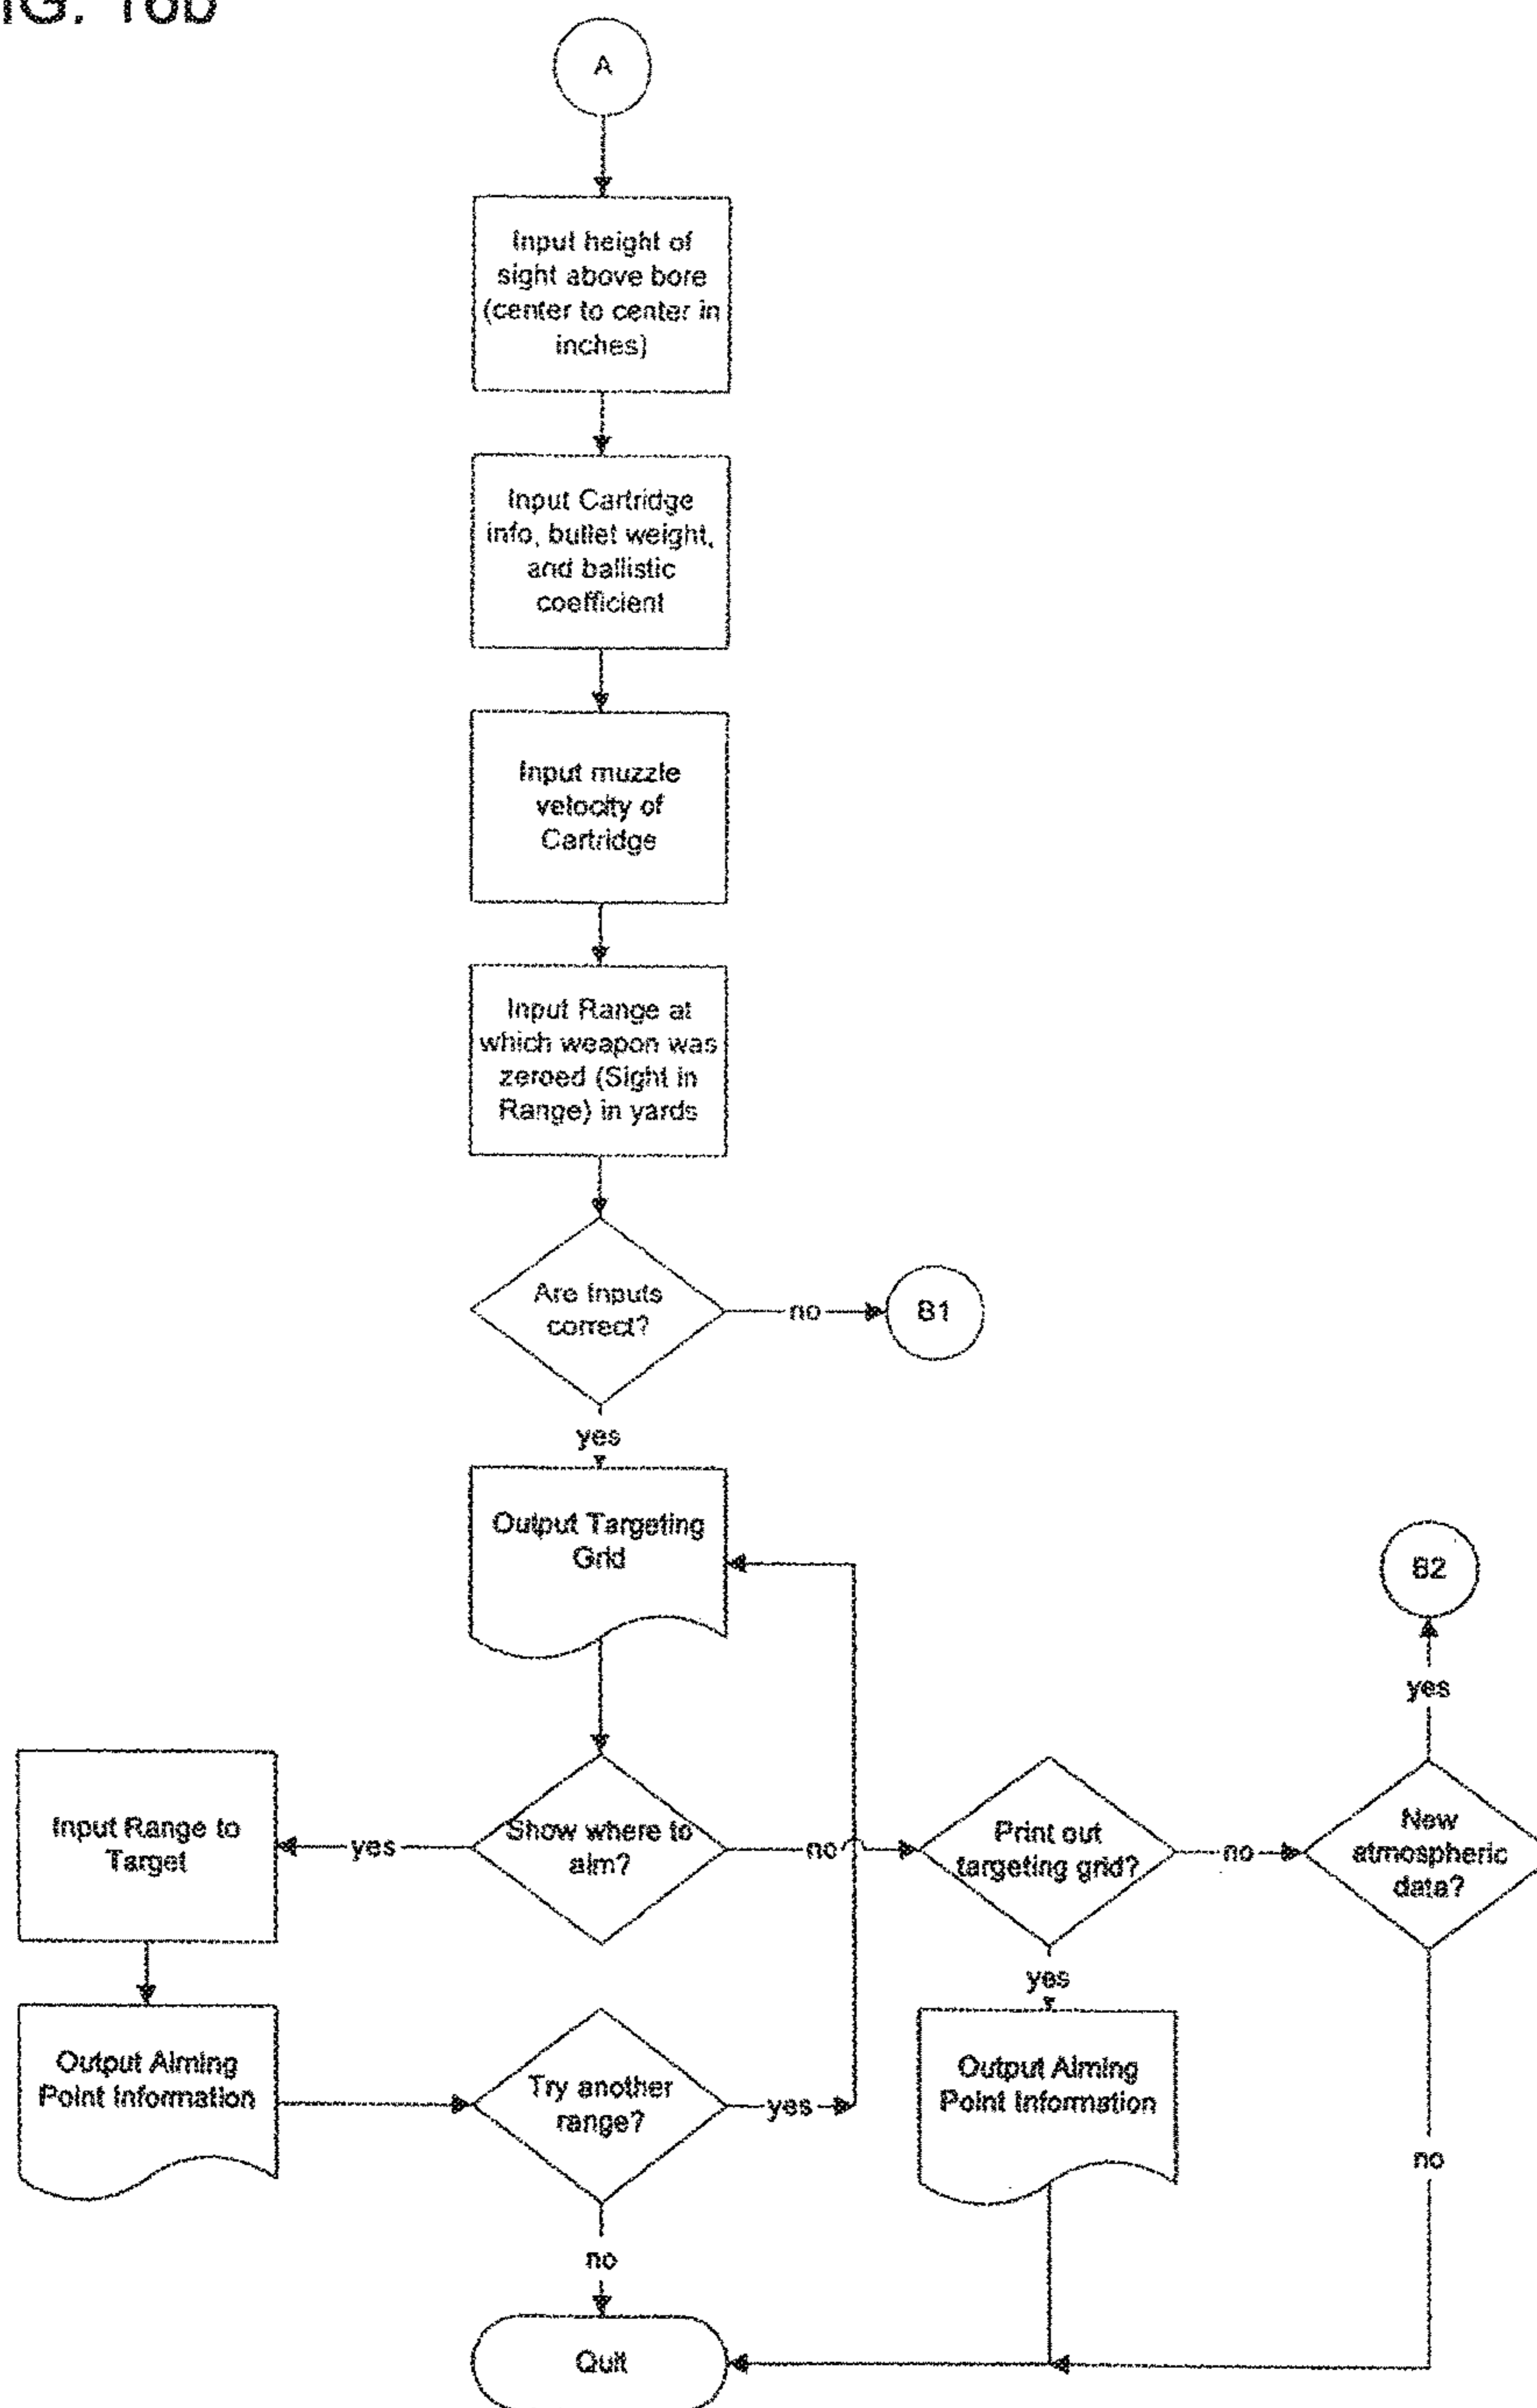 FIG. 16b
A
Input height of
sight above bore
(center to center in
inches)
Input Cartridge
info, bullet weight,
and ballistic
coefficient
Input muzzle
velocity of
Cartridge
Input Range at
which weapon was
zeroed (Sight in
Range) in yards
Are Inputs
correct?
no
B1
yes
Output Targeting
Grid
B2
yes
Input Range to
Target
yes
Show where to
aim?
no
Print out
targeting grid?
no
New
atmospheric
data?
yes
Output Aiming
Point Information
Try another
range?
yes
Output Aiming
Point Information
no
no
Quit